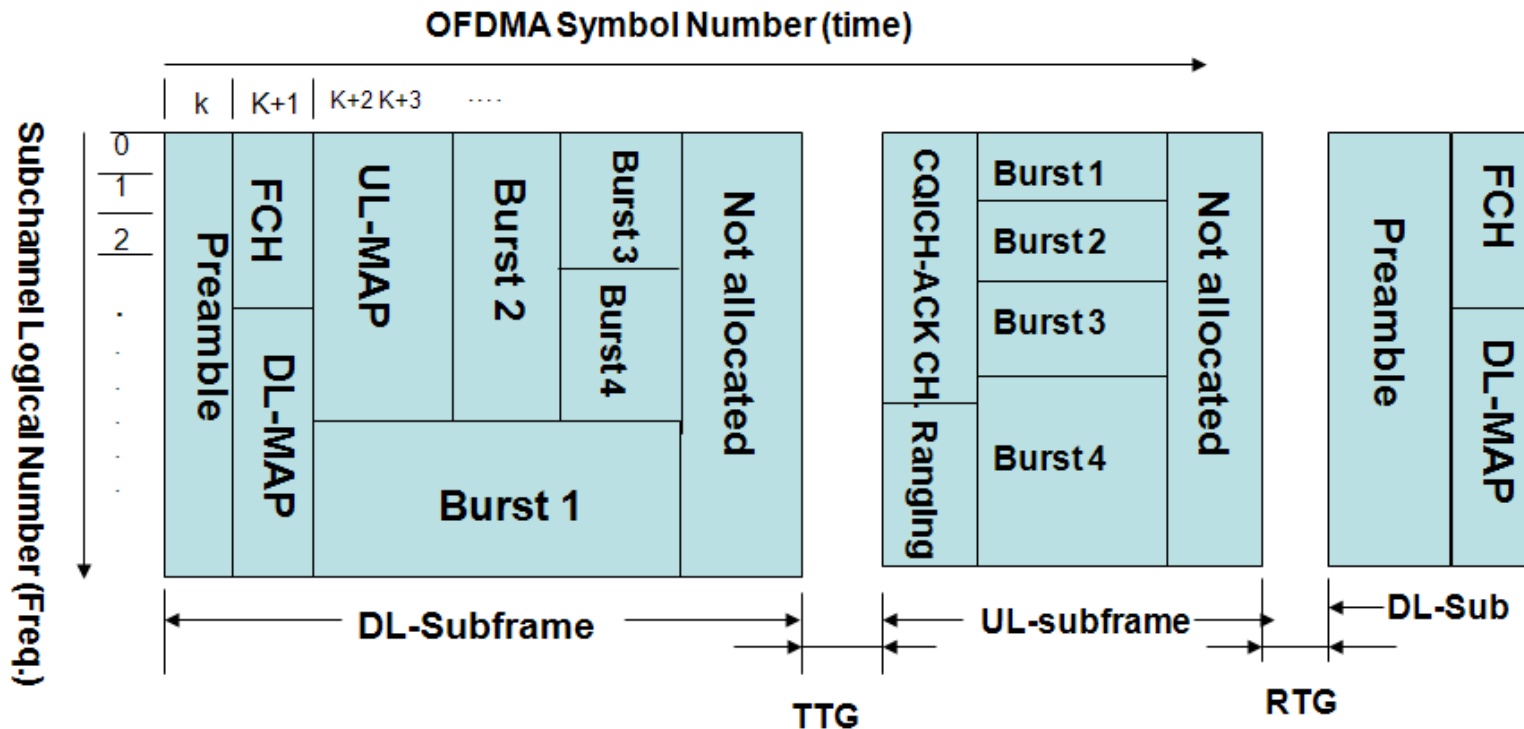 OFDMA Symbol Number (time)
k
K+1
K+2 K+3
....
Subchannel Logical Number (Freq.)
0
1
2
.
.
.
.
.
.
Preamble
FCH
DL-MAP
UL-MAP
Burst 2
Burst 3
Burst 4
Burst 1
Not allocated
CQICH-ACK CH.
Ranging
Burst 1
Burst 2
Burst 3
Burst 4
Not allocated
Preamble
FCH
DL-MAP
DL-Subframe
UL-subframe
DL-Sub
TTG
RTG